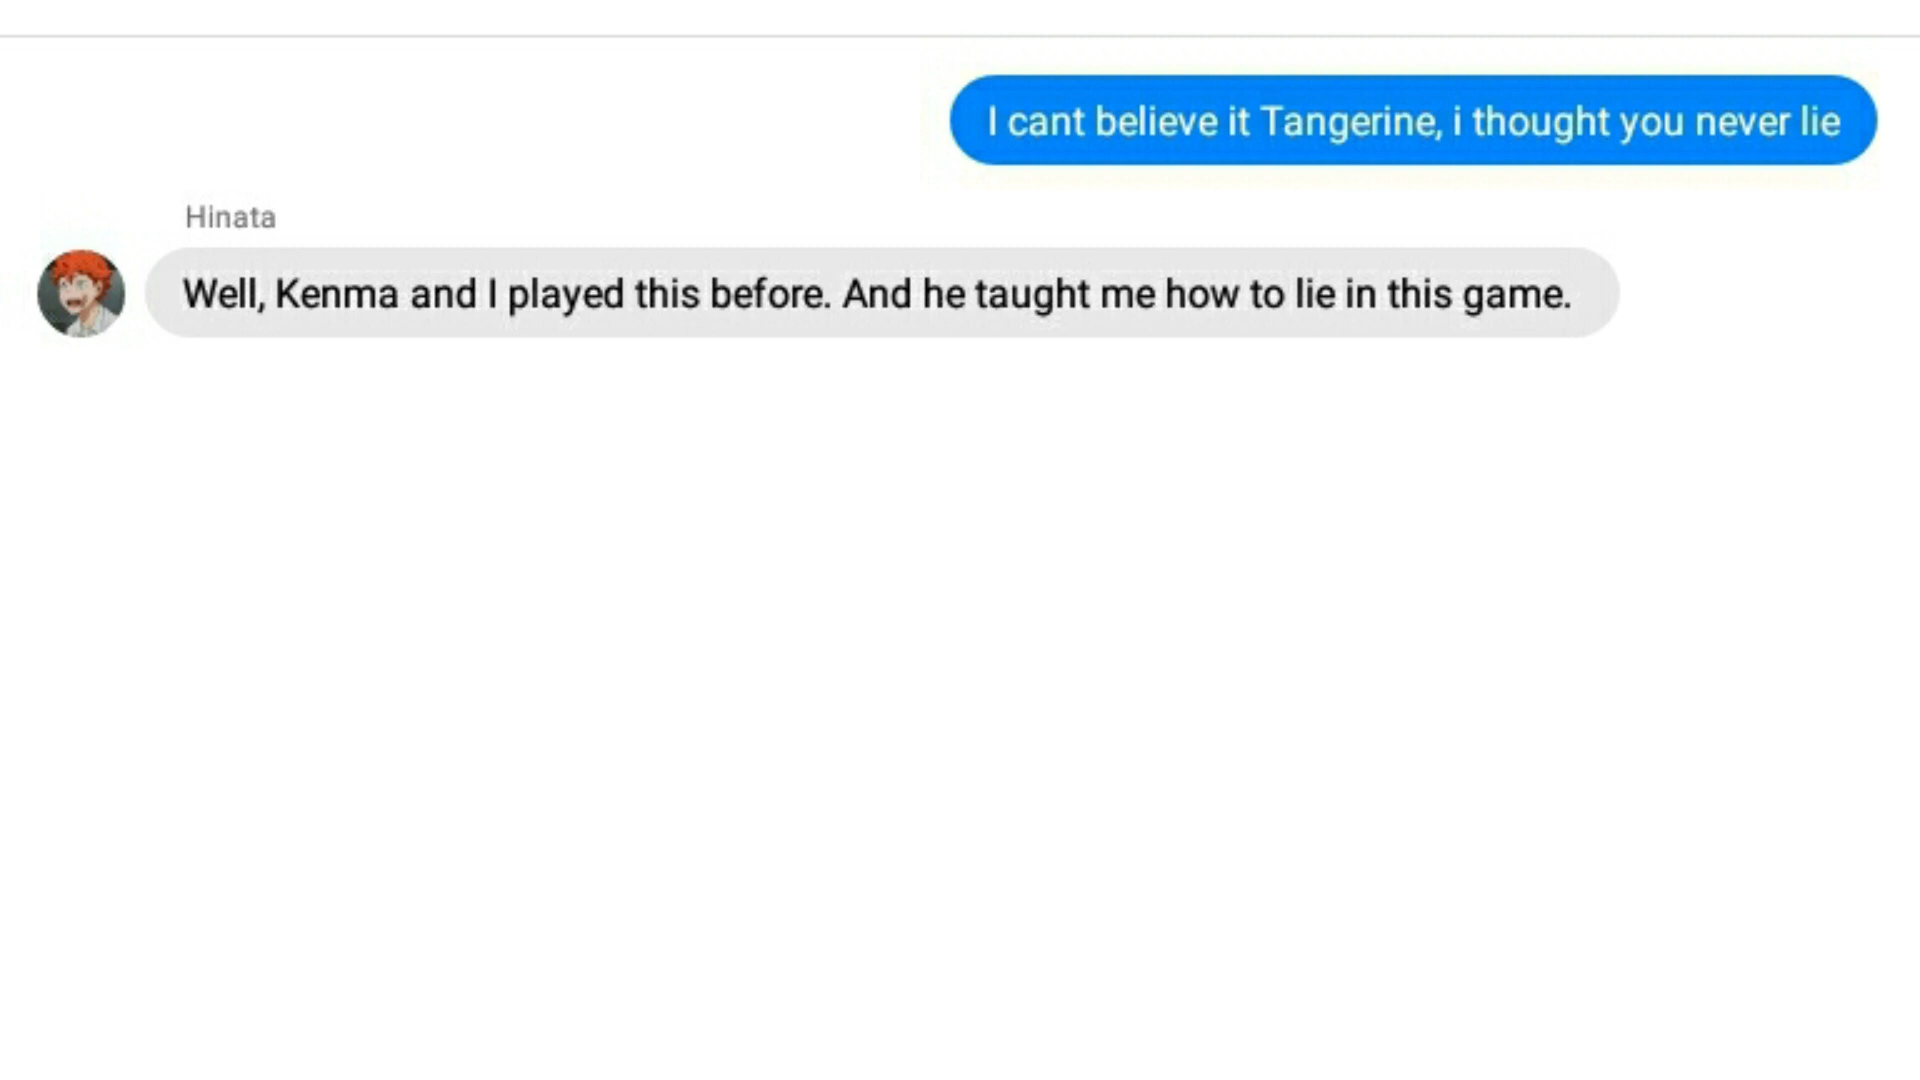 I cant believe it Tangerine, i thought you never lie
Hinata
Well, Kenma and I played this before. And he taught me how to lie in this game.